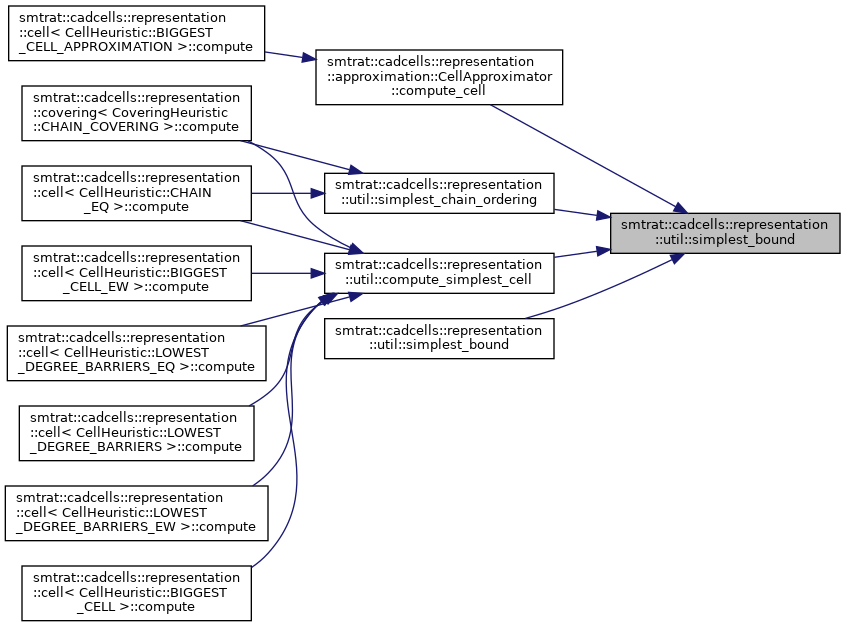 smtrat::cadcells::representation
::cell< CellHeuristic::BIGGEST
_CELL_APPROXIMATION >::compute
smtrat::cadcells::representation
::approximation::CellApproximator
::compute_cell
smtrat::cadcells::representation
::covering< CoveringHeuristic
::CHAIN_COVERING >::compute
smtrat::cadcells::representation
::cell< CellHeuristic::CHAIN
_EQ >::compute
smtrat::cadcells::representation
::util::simplest_chain_ordering
smtrat::cadcells::representation
::util::simplest_bound
smtrat::cadcells::representation
::cell< CellHeuristic::BIGGEST
_CELL_EW >::compute
smtrat::cadcells::representation
::util::compute_simplest_cell
smtrat::cadcells::representation
::cell< CellHeuristic::LOWEST
_DEGREE_BARRIERS_EQ >::compute
smtrat::cadcells::representation
::util::simplest_bound
smtrat::cadcells::representation
::cell< CellHeuristic::LOWEST
_DEGREE_BARRIERS >::compute
smtrat::cadcells::representation
::cell< CellHeuristic::LOWEST
_DEGREE_BARRIERS_EW >::compute
smtrat::cadcells::representation
::cell< CellHeuristic::BIGGEST
_CELL >::compute